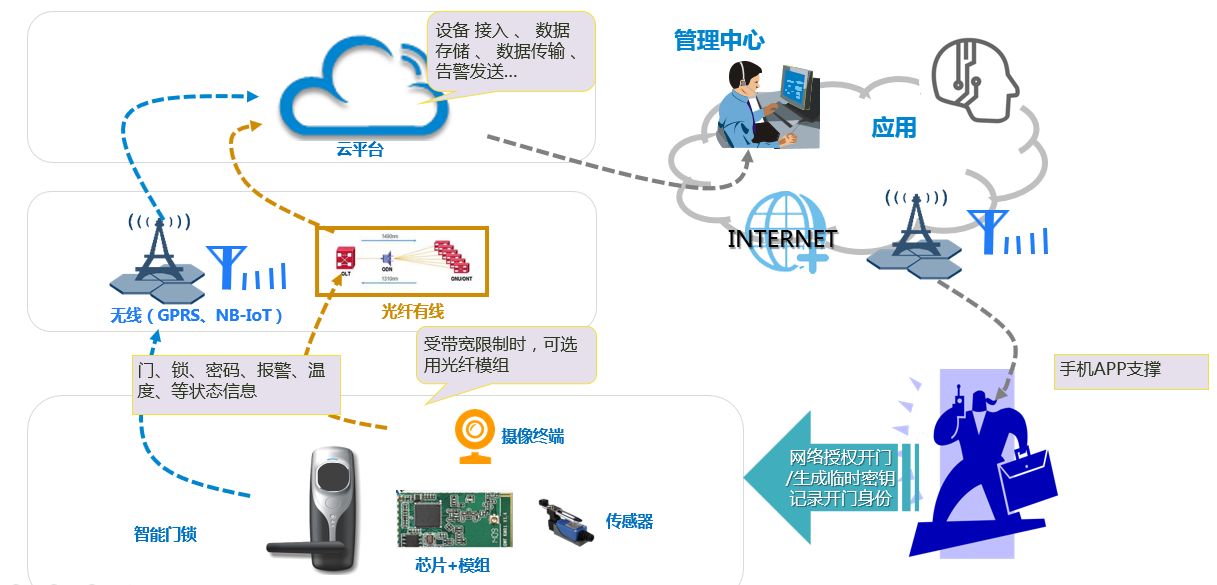 设备 接入 、 数据
存储 、 数据传输 、
告警发送...
云平台
管理中心
应用
INTERNET
无线（GPRS、NB-IoT）
1490nm
OLT
ODN
1310nm
ONU/ONT
光纤有线
受带宽限制时，可选
用光纤模组
门、锁、密码、报警、温
度、等状态信息
手机APP支撑
摄像终端
网络授权开门
/生成临时密钥
记录开门身份
智能门锁
芯片+模组
传感器